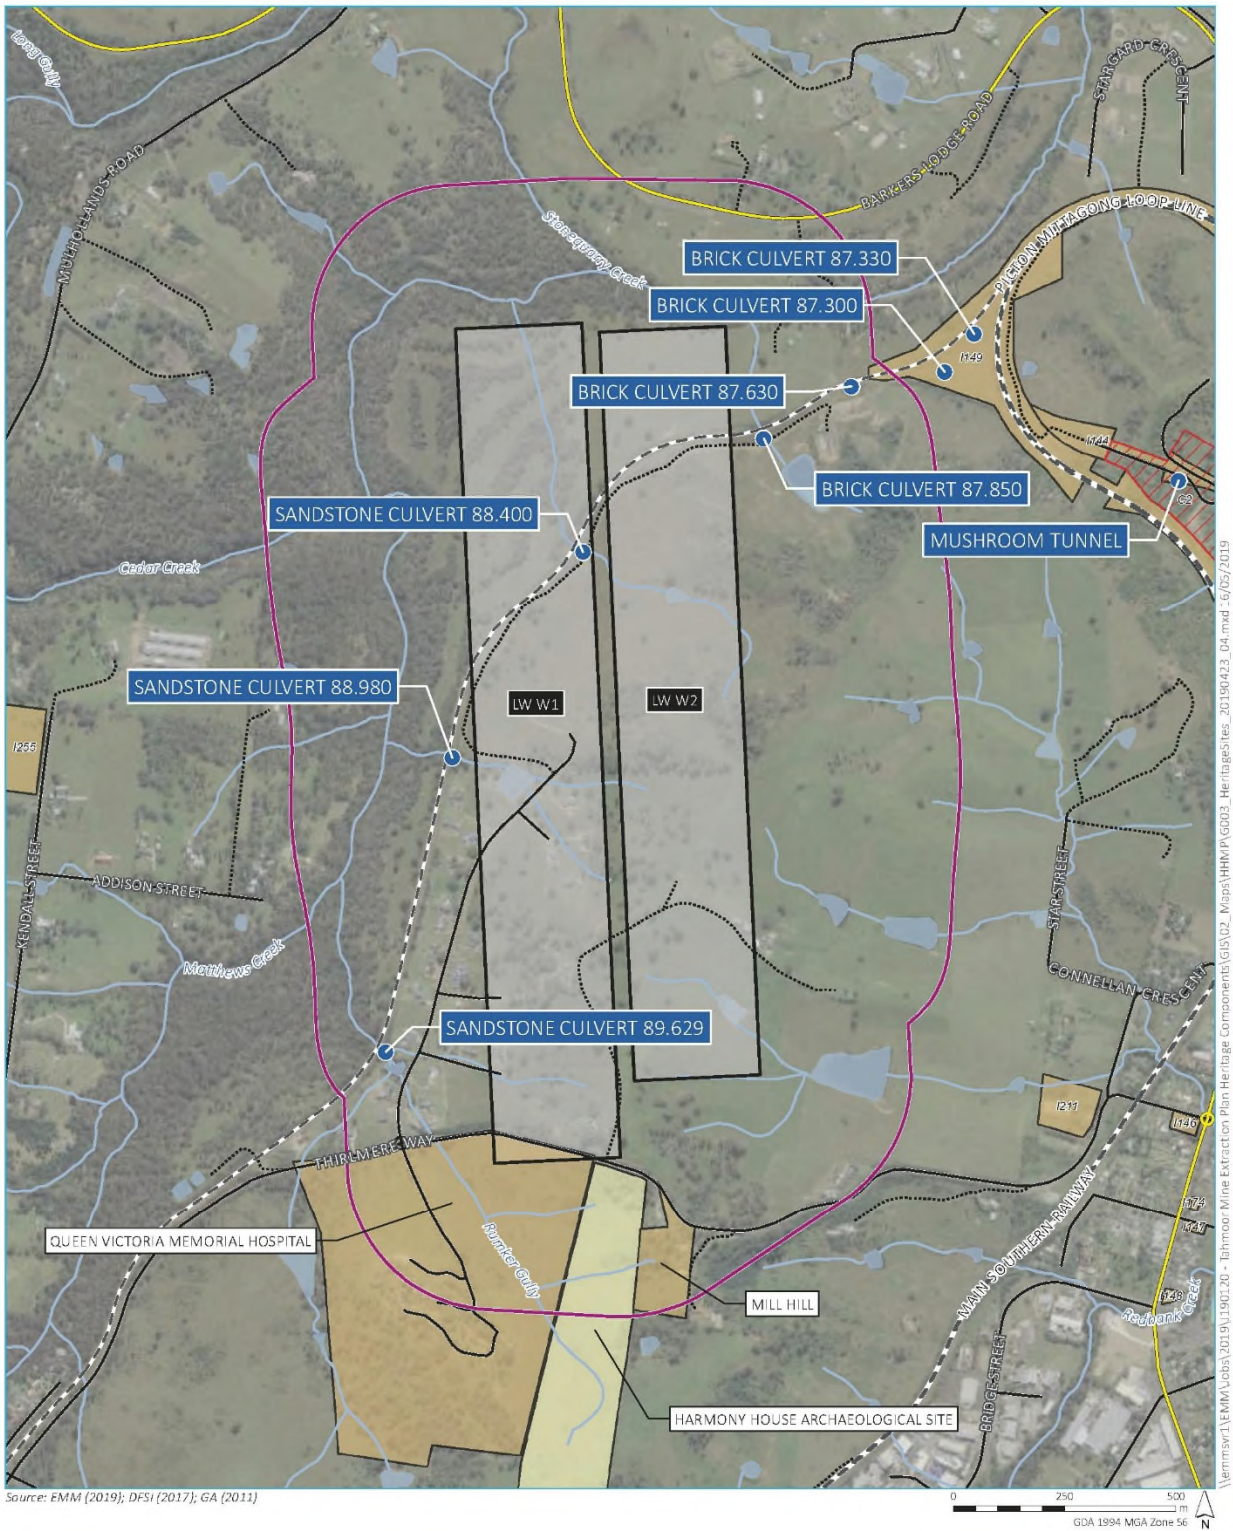 Long Gully
STARGARD CRESCENT
MULHOLLANDS ROAD
BARKERS LODGE ROAD
PICTON MITTAGONG LOOP LINE
Stonequarry Creek
BRICK CULVERT 87.330
BRICK CULVERT 87.300
I149
BRICK CULVERT 87.630
I144
BRICK CULVERT 87.850
C2
SANDSTONE CULVERT 88.400
MUSHROOM TUNNEL
Cedar Creek
SANDSTONE CULVERT 88.980
LW W1
LW W2
I255
KENDALL STREET
ADDISON STREET
STAR STREET
Matthews Creek
CONNELLAN CRESCENT
SANDSTONE CULVERT 89.629
I211
I146
THIRLMERE WAY
I174
I147
QUEEN VICTORIA MEMORIAL HOSPITAL
Rumker Gully
MAIN SOUTHERN RAILWAY
MILL HILL
I148
Redbank Creek
BRIDGE STREET
HARMONY HOUSE ARCHAEOLOGICAL SITE
\\emmsvr1\EMM\Jobs\2019\J190120 - Tahmoor Mine Extraction Plan Heritage Components\GIS\02_Maps\HHMP\G003_HeritageSites_20190423_04.mxd 16/05/2019
Source: EMM (2019); DFSI (2017); GA (2011)
0 250 500
m
GDA 1994 MGA Zone 56
N